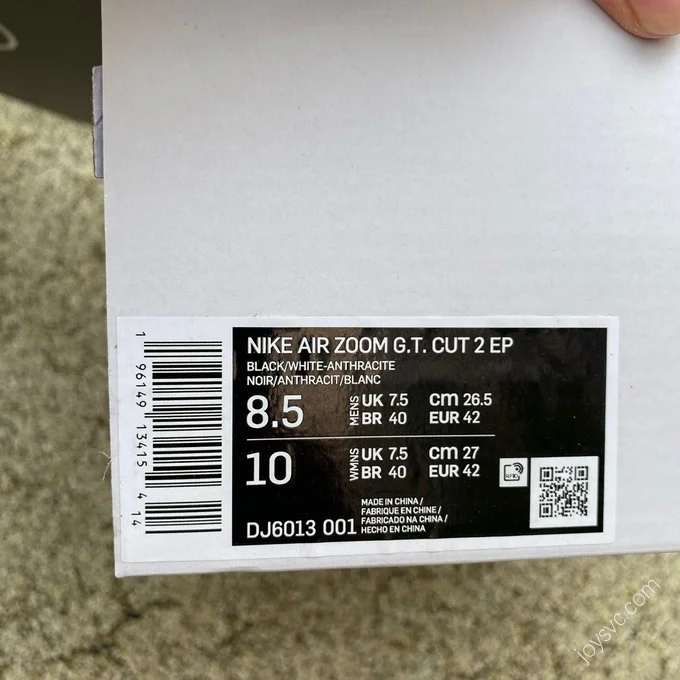 NIKE AIR ZOOM G.T. CUT 2 EP
BLACK/WHITE-ANTHRACITE
NOIR/ANTHRACIT/BLANC
8.5 MENS UK 7.5 cm 26.5
BR 40 EUR 42
10 WMNS UK 7.5 cm 27
BR 40 EUR 42
RFID
DJ6013 001
MADE IN CHINA /
FABRIQUE EN CHINE /
FABRICADO NA CHINA /
HECHO EN CHINA
1 96149 13415 4 14
joysvc.com